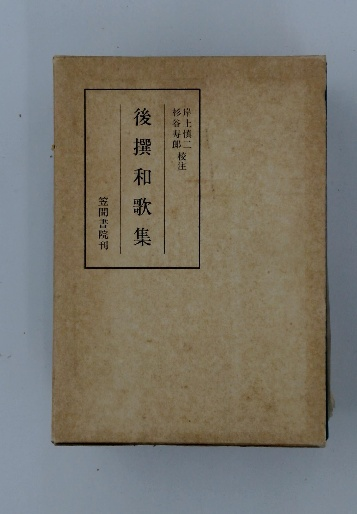 岸上慎二
杉谷寿郎 校注
後撰和歌集
笠間書院刊